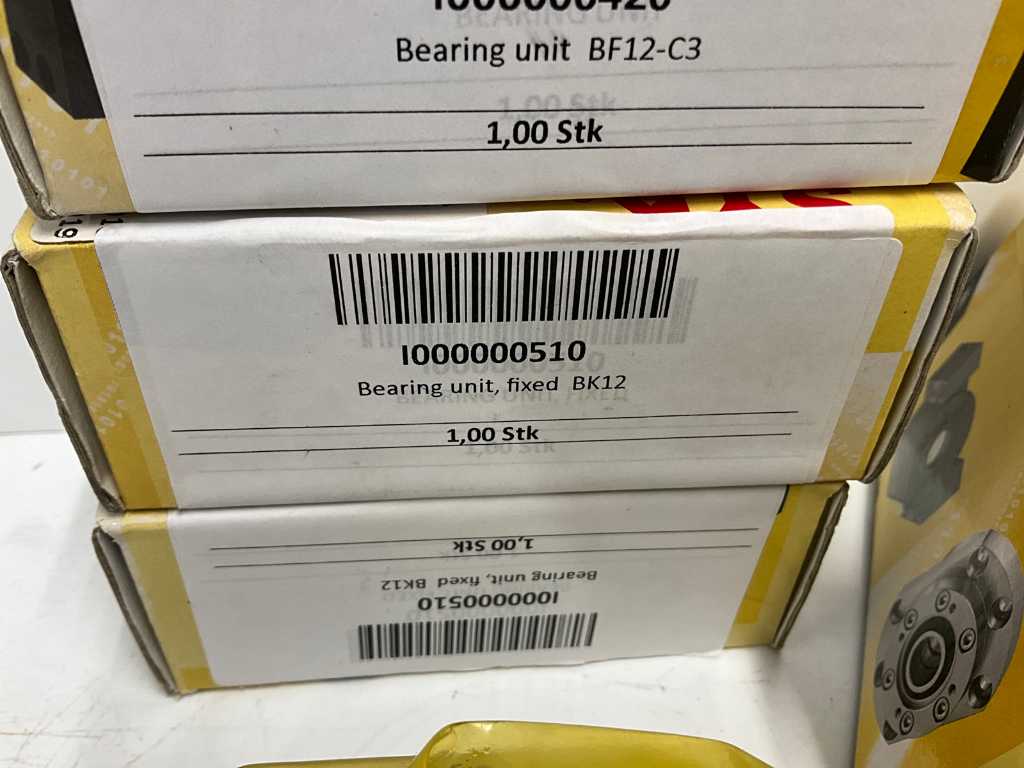 I000000420
Bearing unit BF12-C3
1,00 Stk
I000000510
Bearing unit, fixed BK12
1,00 Stk
1,00 Stk
Bearing unit, fixed BK12
I000000510